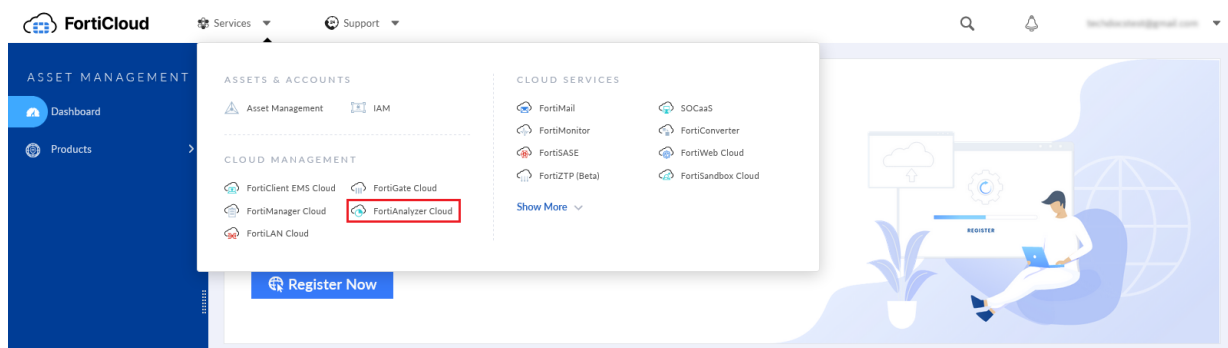 FortiCloud
Services
Support
ASSET MANAGEMENT
Dashboard
Products
ASSETS & ACCOUNTS
Asset Management
IAM
CLOUD MANAGEMENT
FortiClient EMS Cloud
FortiGate Cloud
FortiManager Cloud
FortiAnalyzer Cloud
FortiLAN Cloud
CLOUD SERVICES
FortiMail
SOCaaS
FortiMonitor
FortiConverter
FortiSASE
FortiWeb Cloud
FortiZTP (Beta)
FortiSandbox Cloud
Show More
REGISTER
Register Now